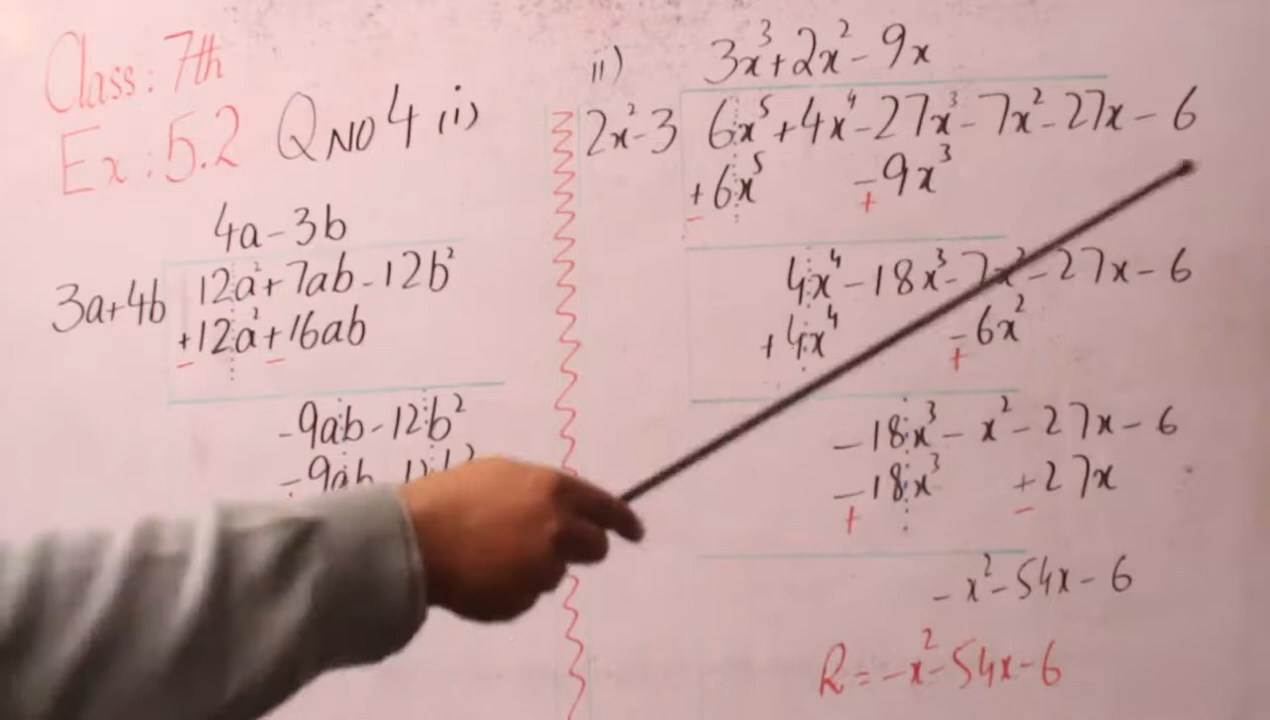 Class: 7th
Ex: 5.2 Q NO 4 (i)
4a - 3b
3a+4b 12a²+7ab-12b²
+12a²+16ab
- -
-9ab-12b²
-9ab
ii) 3x³+2x²-9x
2x²-3 6x⁵+4x⁴-27x³-7x²-27x-6
+6x⁵ -9x³
- +
4x⁴-18x³-7x²-27x-6
+4x⁴ -6x²
+
-18x³-x²-27x-6
-18x³ +27x
+ -
-x²-54x-6
R=-x²-54x-6